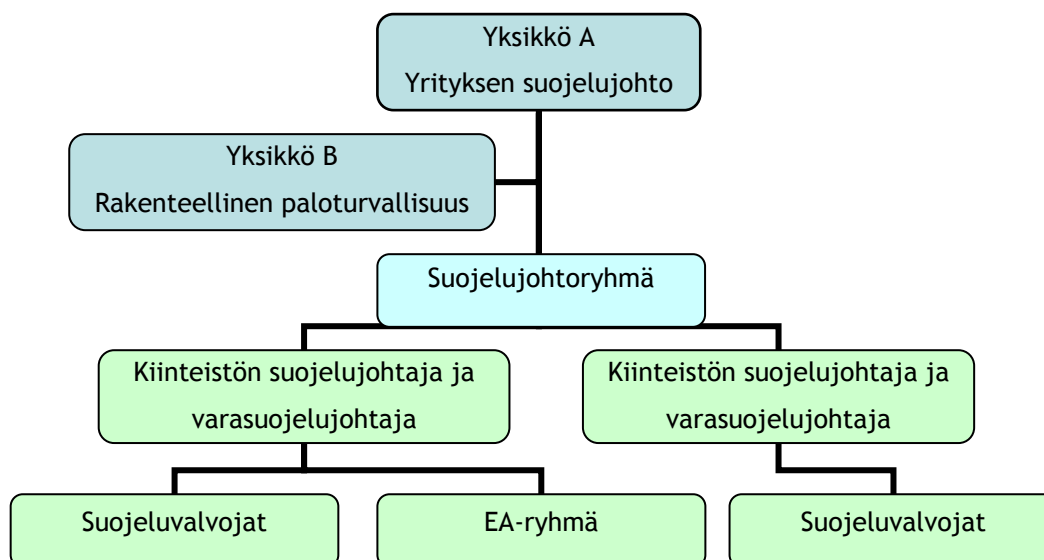 Yksikkö A
Yrityksen suojelujohto
Yksikkö B
Rakenteellinen paloturvallisuus
Suojelujohtoryhmä
Kiinteistön suojelujohtaja ja
varasuojelujohtaja
Kiinteistön suojelujohtaja ja
varasuojelujohtaja
Suojeluvalvojat
EA-ryhmä
Suojeluvalvojat